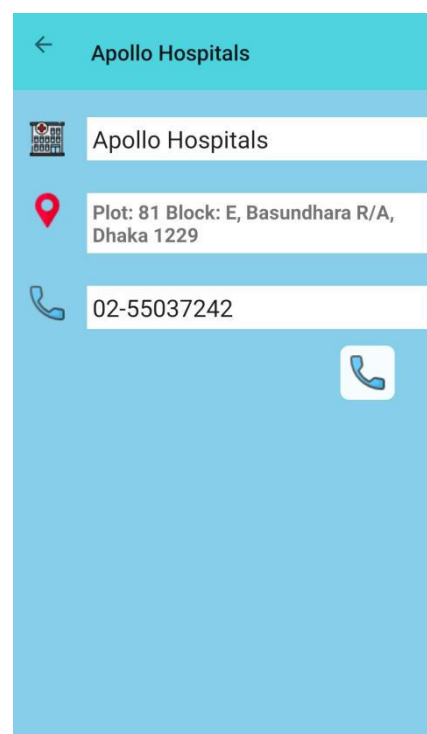 Apollo Hospitals
Apollo Hospitals
Plot: 81 Block: E, Basundhara R/A,
Dhaka 1229
02-55037242